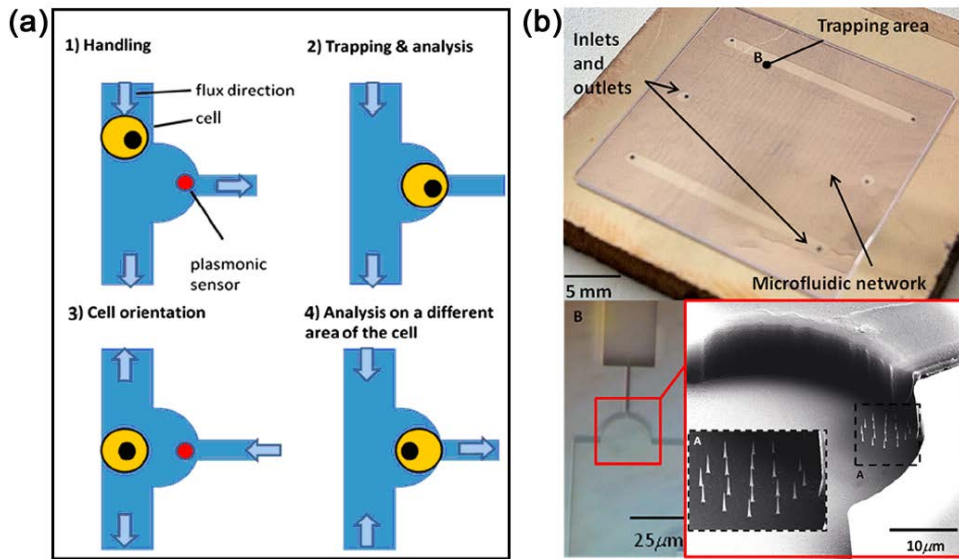 (a)
1) Handling
flux direction
cell
plasmonic
sensor
2) Trapping & analysis
3) Cell orientation
4) Analysis on a different
area of the cell
(b)
Trapping area
Inlets
and
outlets
B
Microfluidic network
5 mm
B
25μm
A
A
10μm